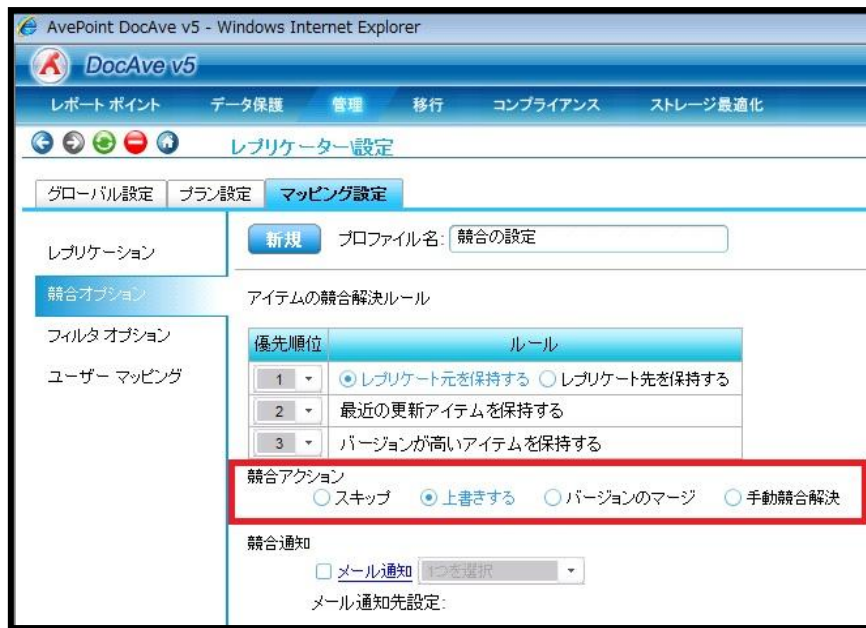 AvePoint DocAve v5 - Windows Internet Explorer
DocAve v5
レポート ポイント データ保護 管理 移行 コンプライアンス ストレージ最適化
レプリケーター\設定
グローバル設定 プラン設定 マッピング設定
新規 プロファイル名: 競合の設定
レプリケーション
競合オプション
フィルタ オプション
ユーザー マッピング
アイテムの競合解決ルール
優先順位 ルール
1 レプリケート元を保持する レプリケート先を保持する
2 最近の更新アイテムを保持する
3 バージョンが高いアイテムを保持する
競合アクション
スキップ 上書きする バージョンのマージ 手動競合解決
競合通知
メール通知 1つを選択
メール通知先設定: